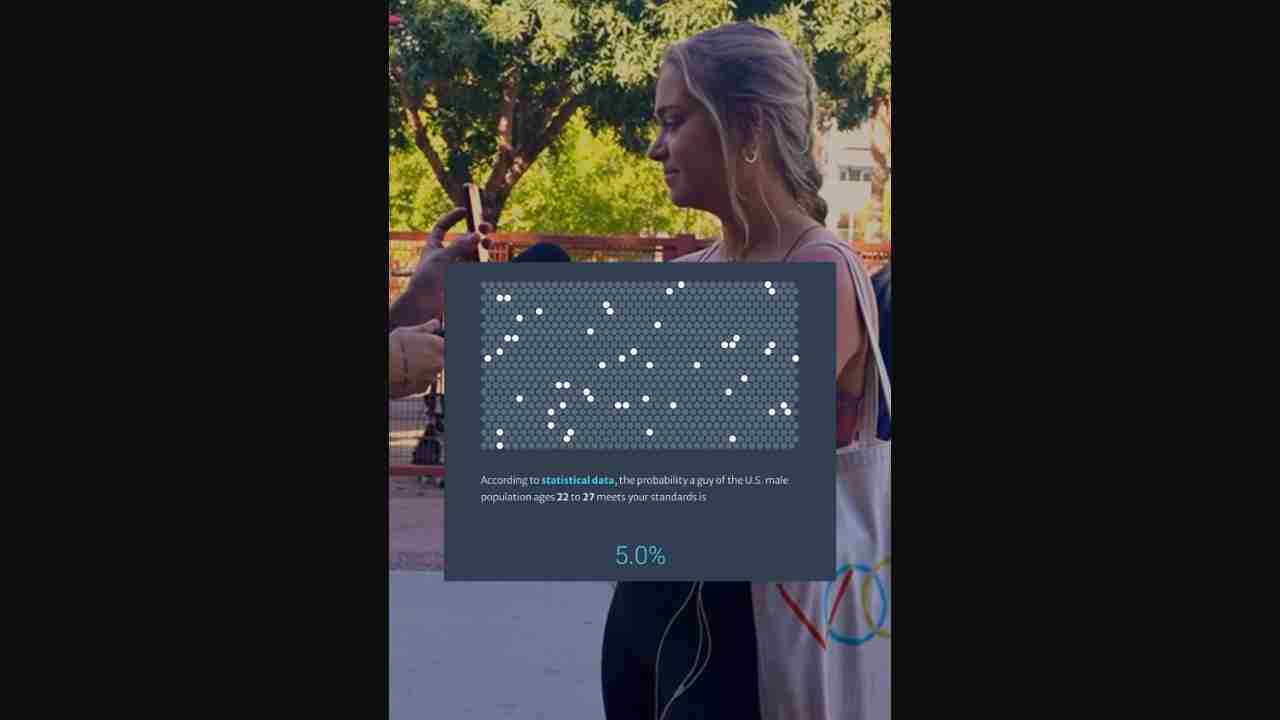 According to statistical data, the probability a guy of the U.S. male
population ages 22 to 27 meets your standards is
5.0%